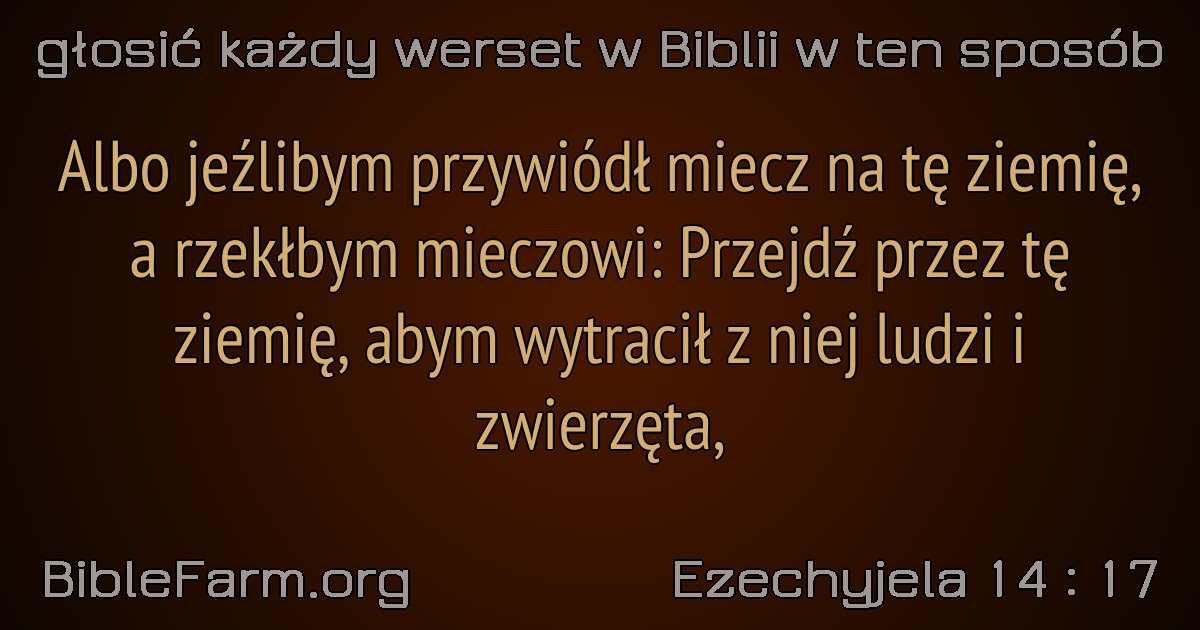 głosić każdy werset w Biblii w ten sposób
Albo jeźlibym przywiódł miecz na tę ziemię,
a rzekłbym mieczowi: Przejdź przez tę
ziemię, abym wytracił z niej ludzi i
zwierzęta,
BibleFarm.org
Ezechyjela 14 : 17